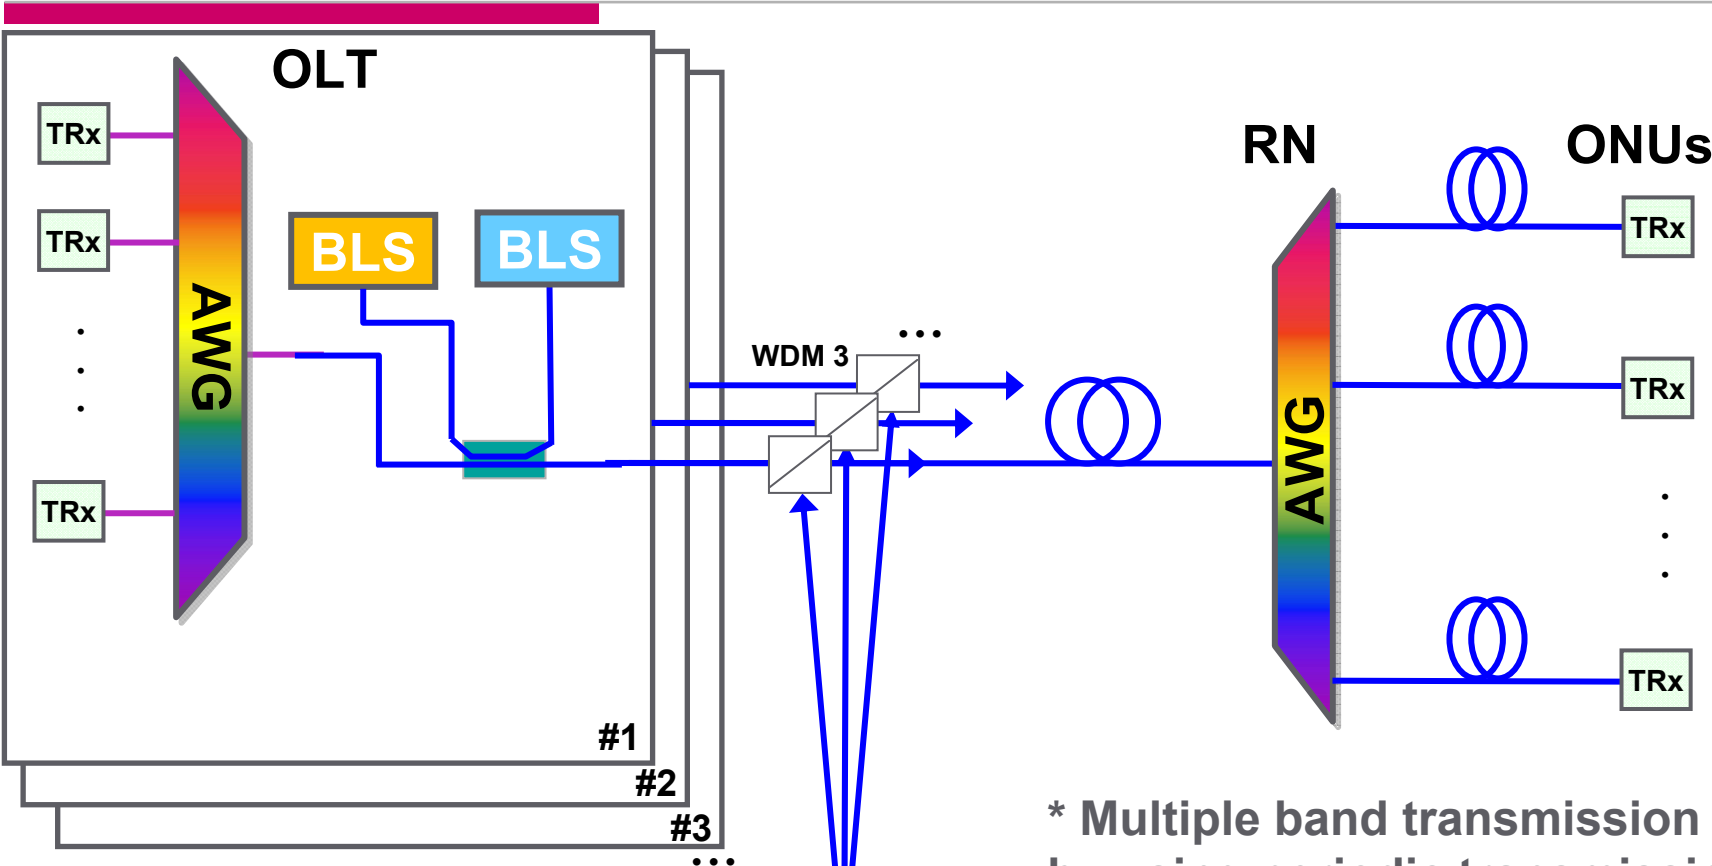 OLT
RN
ONUs
TRx
TRx
TRx
AWG
BLS
BLS
WDM 3
...
AWG
TRx
TRx
TRx
#1
#2
#3
...
* Multiple band transmission